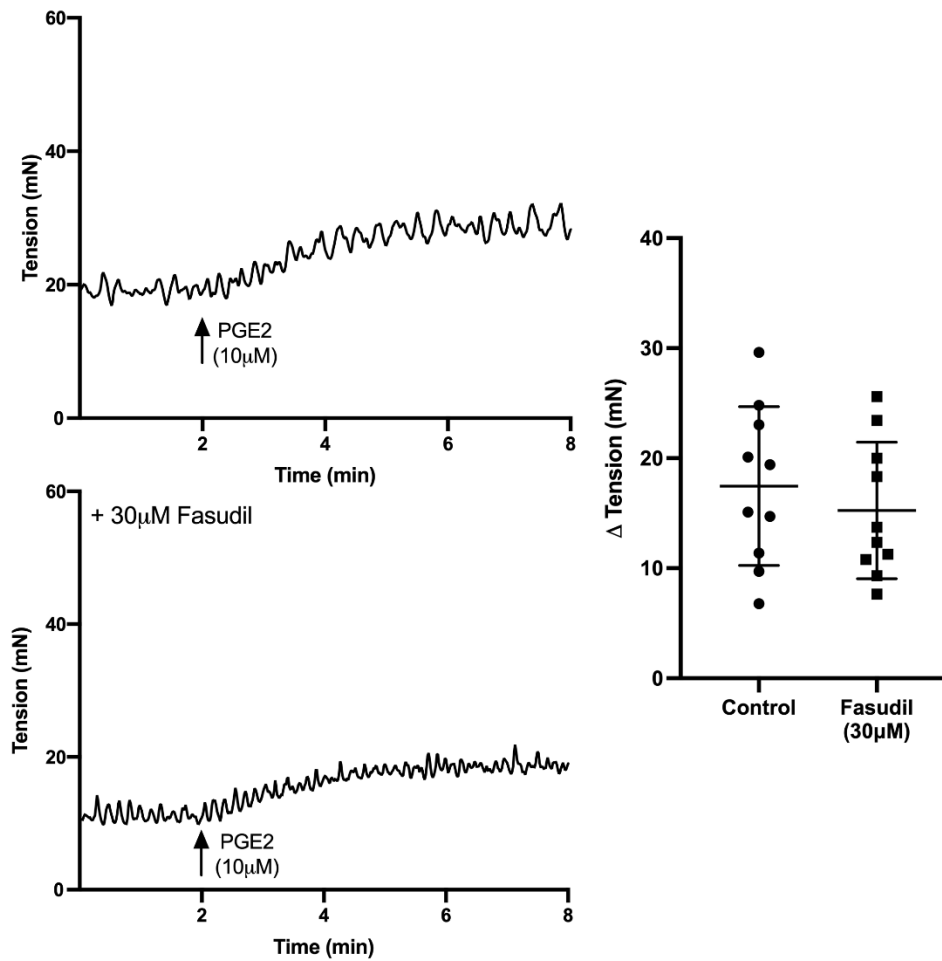 60
40
20
0
Tension (mN)
PGE2
(10μM)
2
4
6
8
Time (min)
60
40
20
0
Tension (mN)
+ 30μM Fasudil
PGE2
(10μM)
2
4
6
8
Time (min)
40
30
20
10
0
Δ Tension (mN)
Control
Fasudil
(30μM)